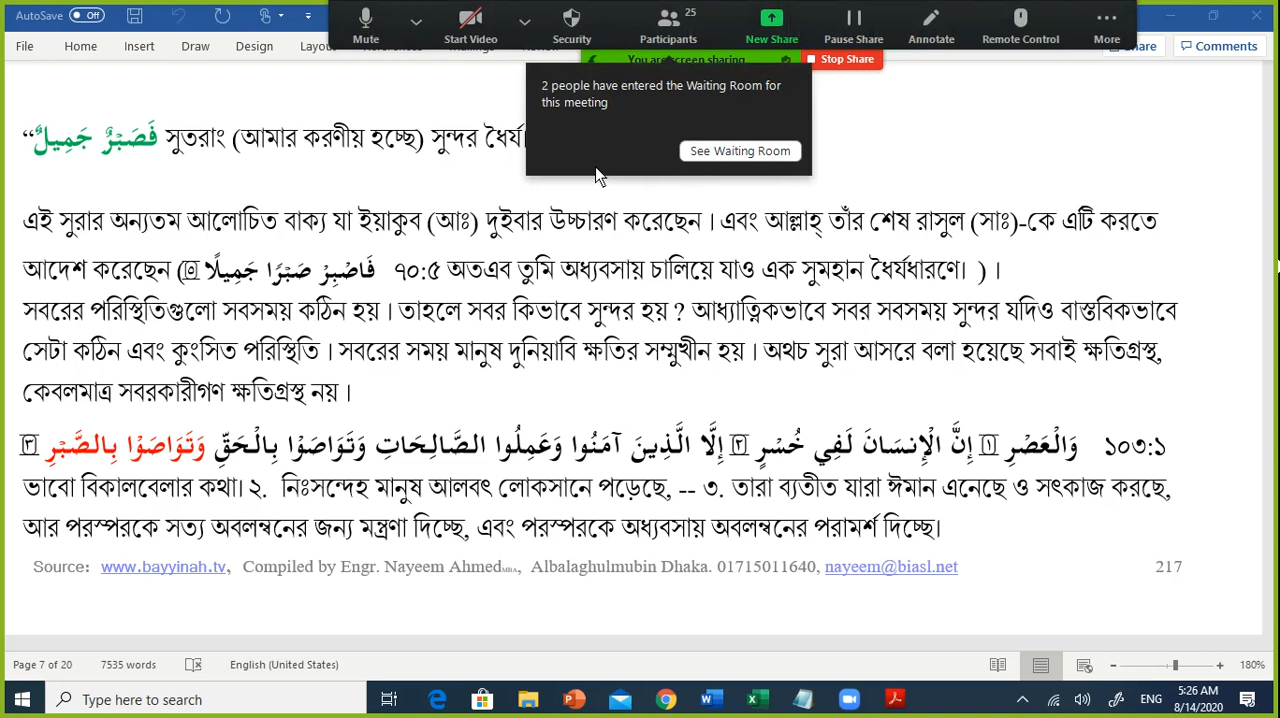 AutoSave Off
Mute
Start Video
Security
Participants
25
New Share
Pause Share
Annotate
Remote Control
More
File Home Insert Draw Design
Share Comments
You are screen sharing
Stop Share
2 people have entered the Waiting Room for
this meeting
See Waiting Room
“فَصَبْرٌ جَمِيلٌ সুতরাং (আমার করণীয় হচ্ছে) সুন্দর ধৈর্য
এই সুরার অন্যতম আলোচিত বাক্য যা ইয়াকুব (আঃ) দুইবার উচ্চারণ করেছেন। এবং আল্লাহ্ তাঁর শেষ রাসুল (সাঃ)-কে এটি করতে
আদেশ করেছেন (فَاصْبِرْ صَبْرًا جَمِيلًا ﴿٥﴾ ৭০:৫ অতএব তুমি অধ্যবসায় চালিয়ে যাও এক সুমহান ধৈর্যধারণে। )।
সবরের পরিস্থিতিগুলো সবসময় কঠিন হয়। তাহলে সবর কিভাবে সুন্দর হয় ? আধ্যাত্নিকভাবে সবর সবসময় সুন্দর যদিও বাস্তবিকভাবে
সেটা কঠিন এবং কুংসিত পরিস্থিতি। সবরের সময় মানুষ দুনিয়াবি ক্ষতির সম্মুখীন হয়। অথচ সুরা আসরে বলা হয়েছে সবাই ক্ষতিগ্রস্থ,
কেবলমাত্র সবরকারীগণ ক্ষতিগ্রস্থ নয়।
১০৩:১ وَالْعَصْرِ ﴿١﴾ إِنَّ الْإِنسَانَ لَفِي خُسْرٍ ﴿٢﴾ إِلَّا الَّذِينَ آمَنُوا وَعَمِلُوا الصَّالِحَاتِ وَتَوَاصَوْا بِالْحَقِّ وَتَوَاصَوْا بِالصَّبْرِ ﴿٣﴾
ভাবো বিকালবেলার কথা। ২. নিঃসন্দেহ মানুষ আলবৎ লোকসানে পড়েছে, -- ৩. তারা ব্যতীত যারা ঈমান এনেছে ও সৎকাজ করছে,
আর পরস্পরকে সত্য অবলম্বনের জন্য মন্ত্রণা দিচ্ছে, এবং পরস্পরকে অধ্যবসায় অবলম্বনের পরামর্শ দিচ্ছে।
Source: www.bayyinah.tv, Compiled by Engr. Nayeem Ahmed MBA, Albalaghulmubin Dhaka. 01715011640, nayeem@biasl.net 217
Page 7 of 20 7535 words English (United States) 180%
Type here to search
ENG
5:26 AM
8/14/2020